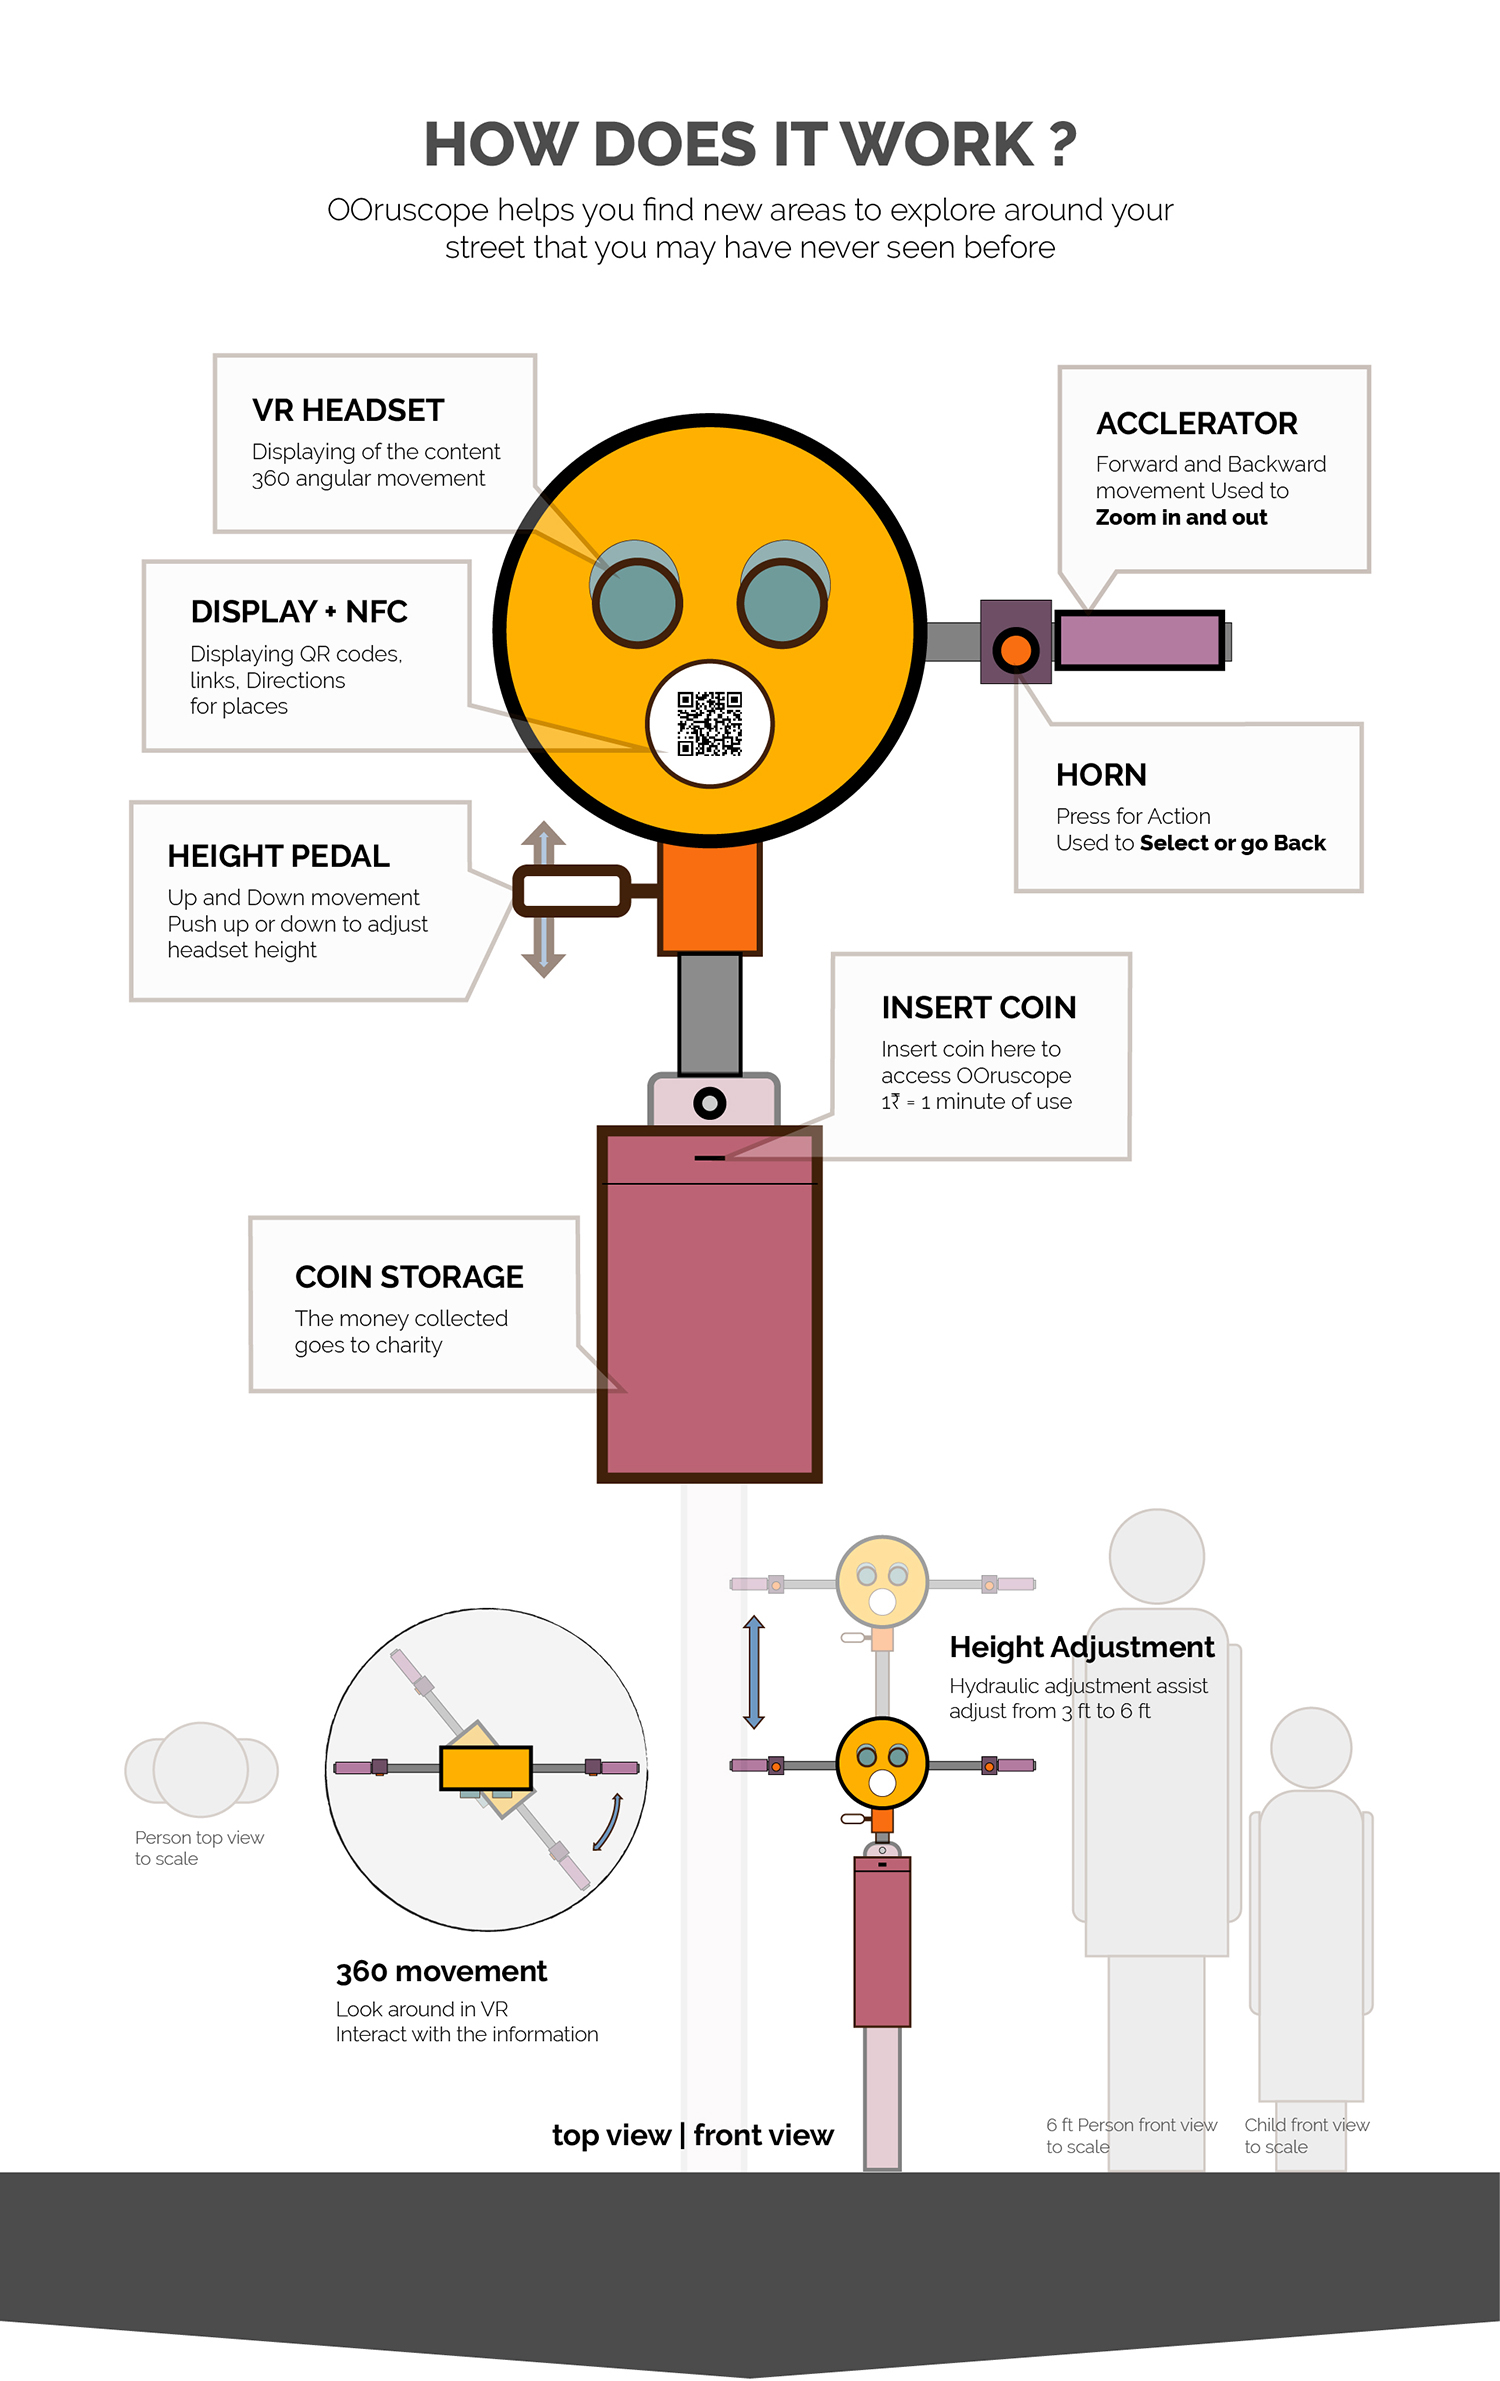 HOW DOES IT WORK ?
OOruscope helps you find new areas to explore around your
street that you may have never seen before
VR HEADSET
Displaying of the content
360 angular movement
ACCLERATOR
Forward and Backward
movement Used to
Zoom in and out
DISPLAY + NFC
Displaying QR codes,
links, Directions
for places
HORN
Press for Action
Used to Select or go Back
HEIGHT PEDAL
Up and Down movement
Push up or down to adjust
headset height
INSERT COIN
Insert coin here to
access OOruscope
1₹ = 1 minute of use
COIN STORAGE
The money collected
goes to charity
Height Adjustment
Hydraulic adjustment assist
adjust from 3 ft to 6 ft
Person top view
to scale
360 movement
Look around in VR
Interact with the information
top view | front view
6 ft Person front view
to scale
Child front view
to scale